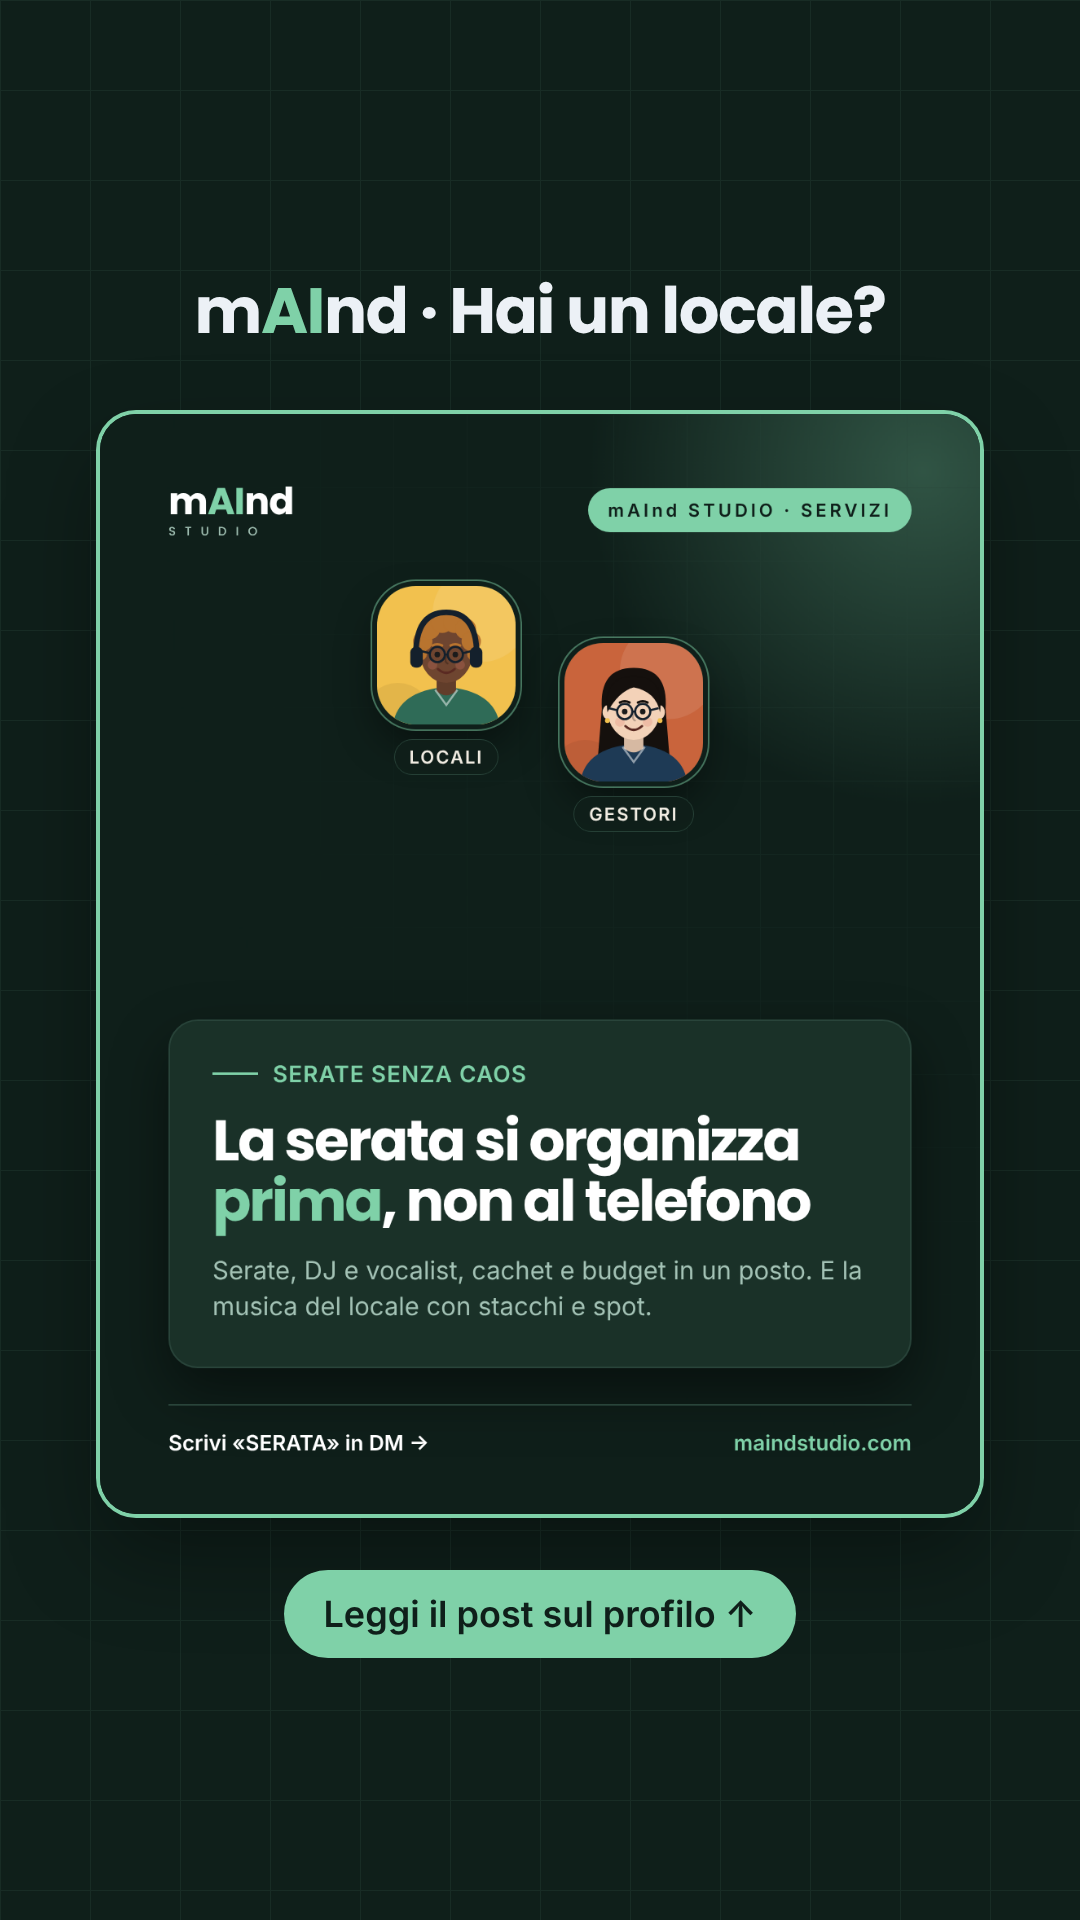 mAInd · Hai un locale?
mAInd
STUDIO
mAInd STUDIO · SERVIZI
LOCALI
GESTORI
SERATE SENZA CAOS
La serata si organizza
prima, non al telefono
Serate, DJ e vocalist, cachet e budget in un posto. E la
musica del locale con stacchi e spot.
Scrivi «SERATA» in DM →
maindstudio.com
Leggi il post sul profilo ↑